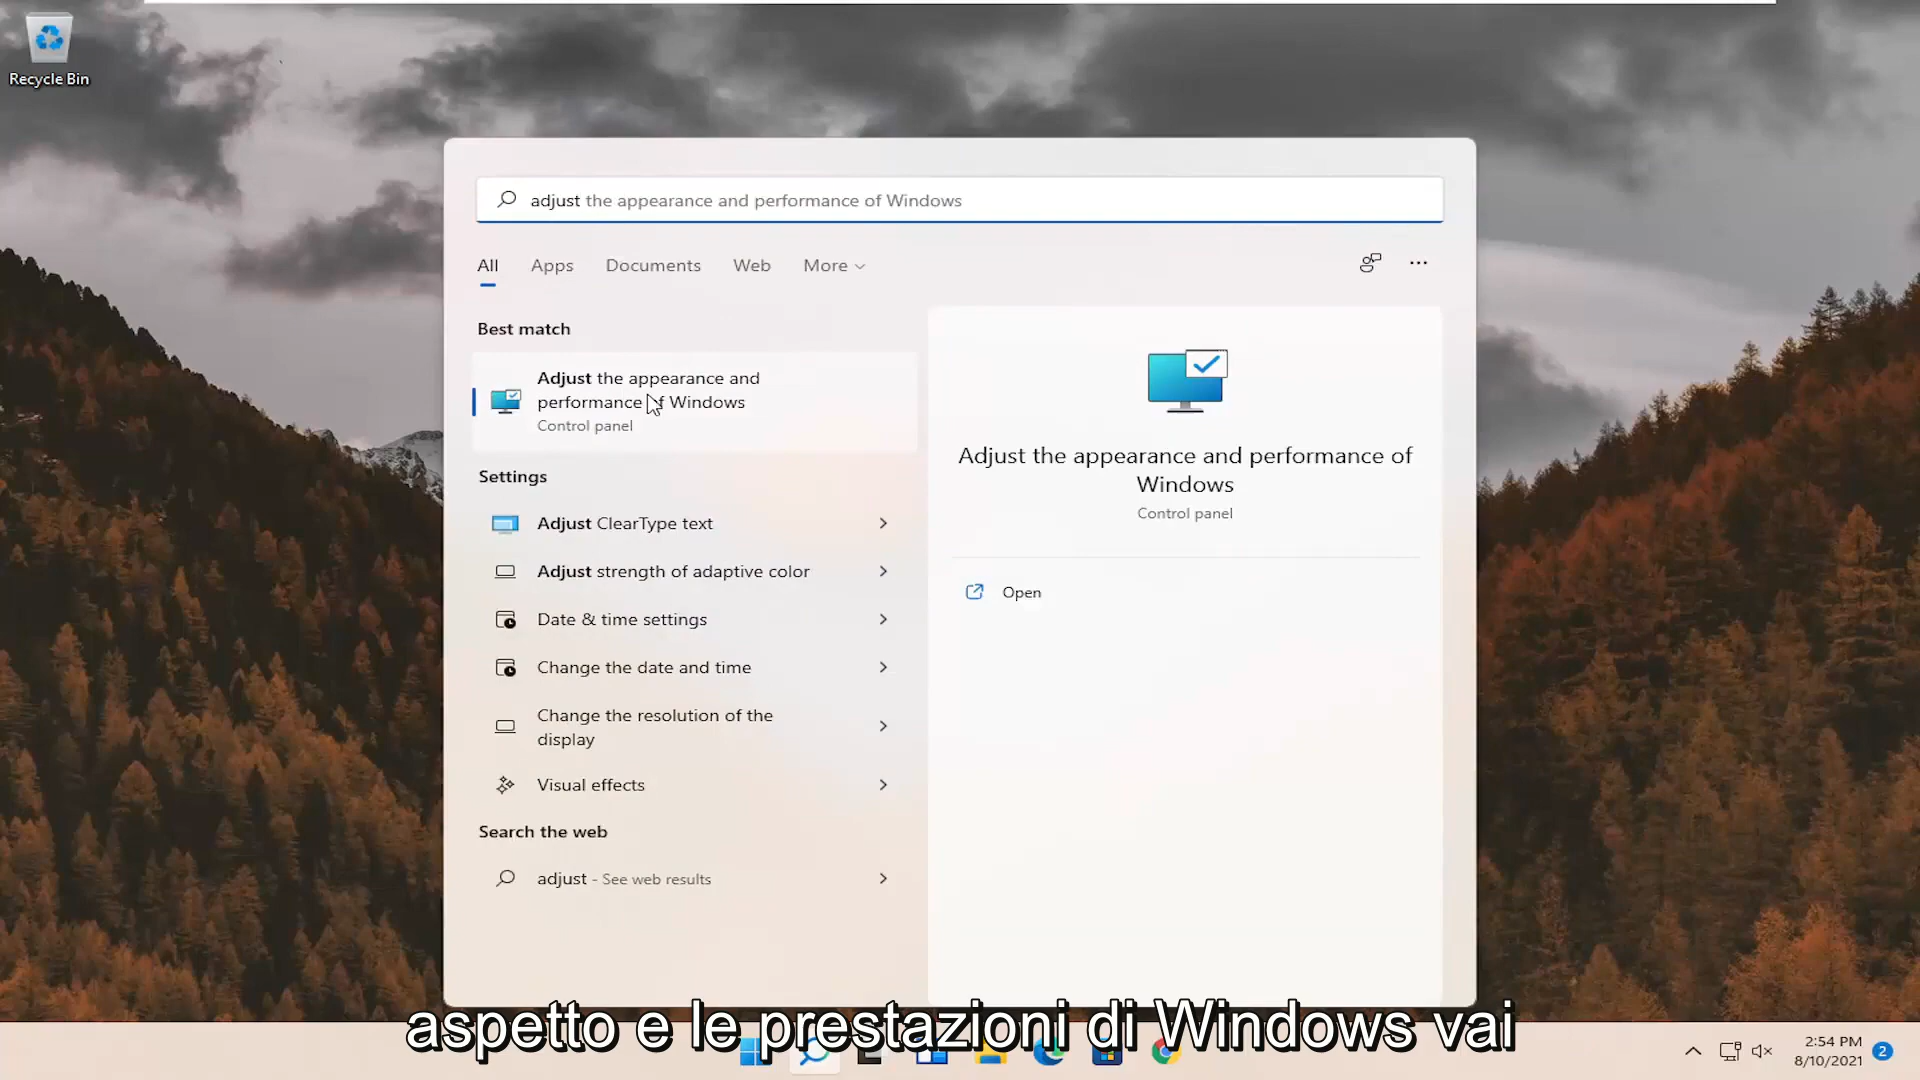 Recycle Bin
adjust the appearance and performance of Windows
All Apps Documents Web More
Best match
Adjust the appearance and
performance of Windows
Control panel
Settings
Adjust ClearType text
Adjust strength of adaptive color
Date & time settings
Change the date and time
Change the resolution of the
display
Visual effects
Search the web
adjust - See web results
Adjust the appearance and performance of
Windows
Control panel
Open
aspetto e le prestazioni di Windows vai
2:54 PM
8/10/2021
2